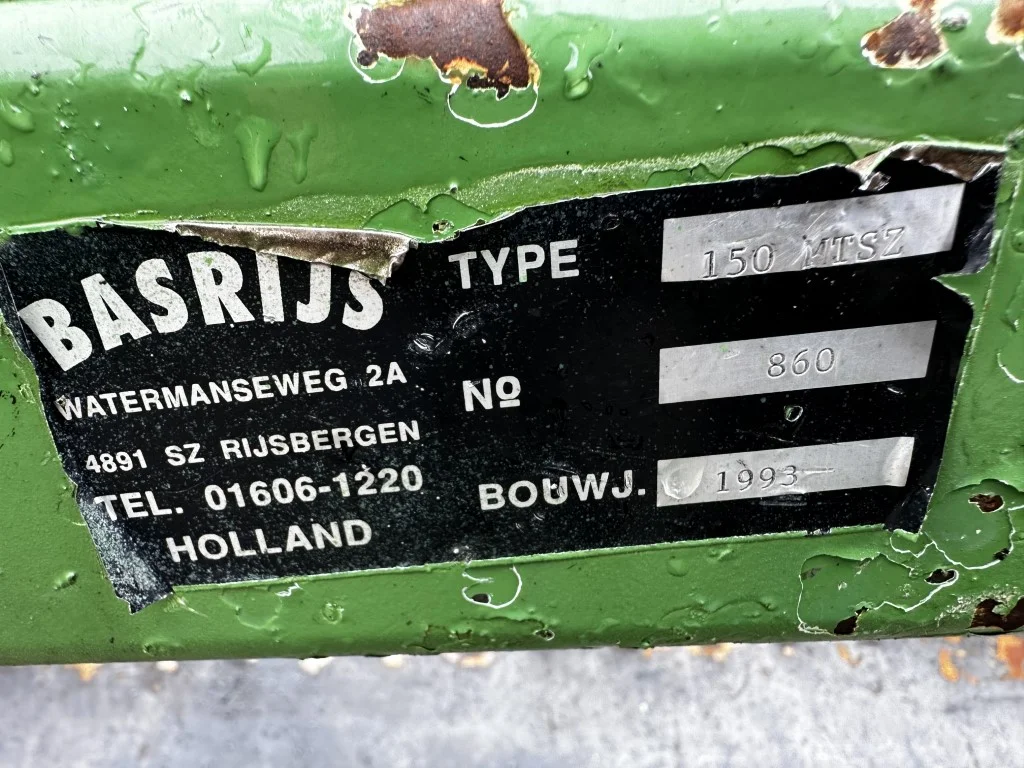 BASRIJS
WATERMANSEWEG 2A
4891 SZ RIJSBERGEN
TEL. 01606-1220
HOLLAND
TYPE 150 MTSZ
Nº 860
BOUWJ. 1993